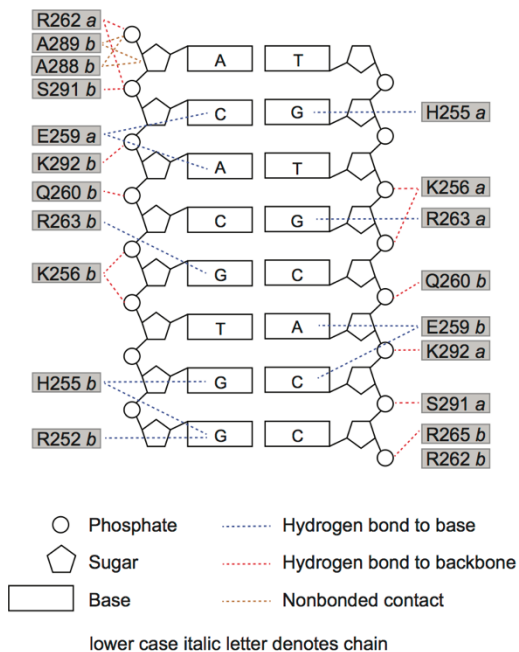 R262 a
A289 b
A288 b
S291 b
E259 a
K292 b
Q260 b
R263 b
K256 b
H255 b
R252 b
A T
C G
A T
C G
G C
T A
G C
G C
H255 a
K256 a
R263 a
Q260 b
E259 b
K292 a
S291 a
R265 b
R262 b
Phosphate Hydrogen bond to base
Sugar Hydrogen bond to backbone
Base Nonbonded contact
lower case italic letter denotes chain